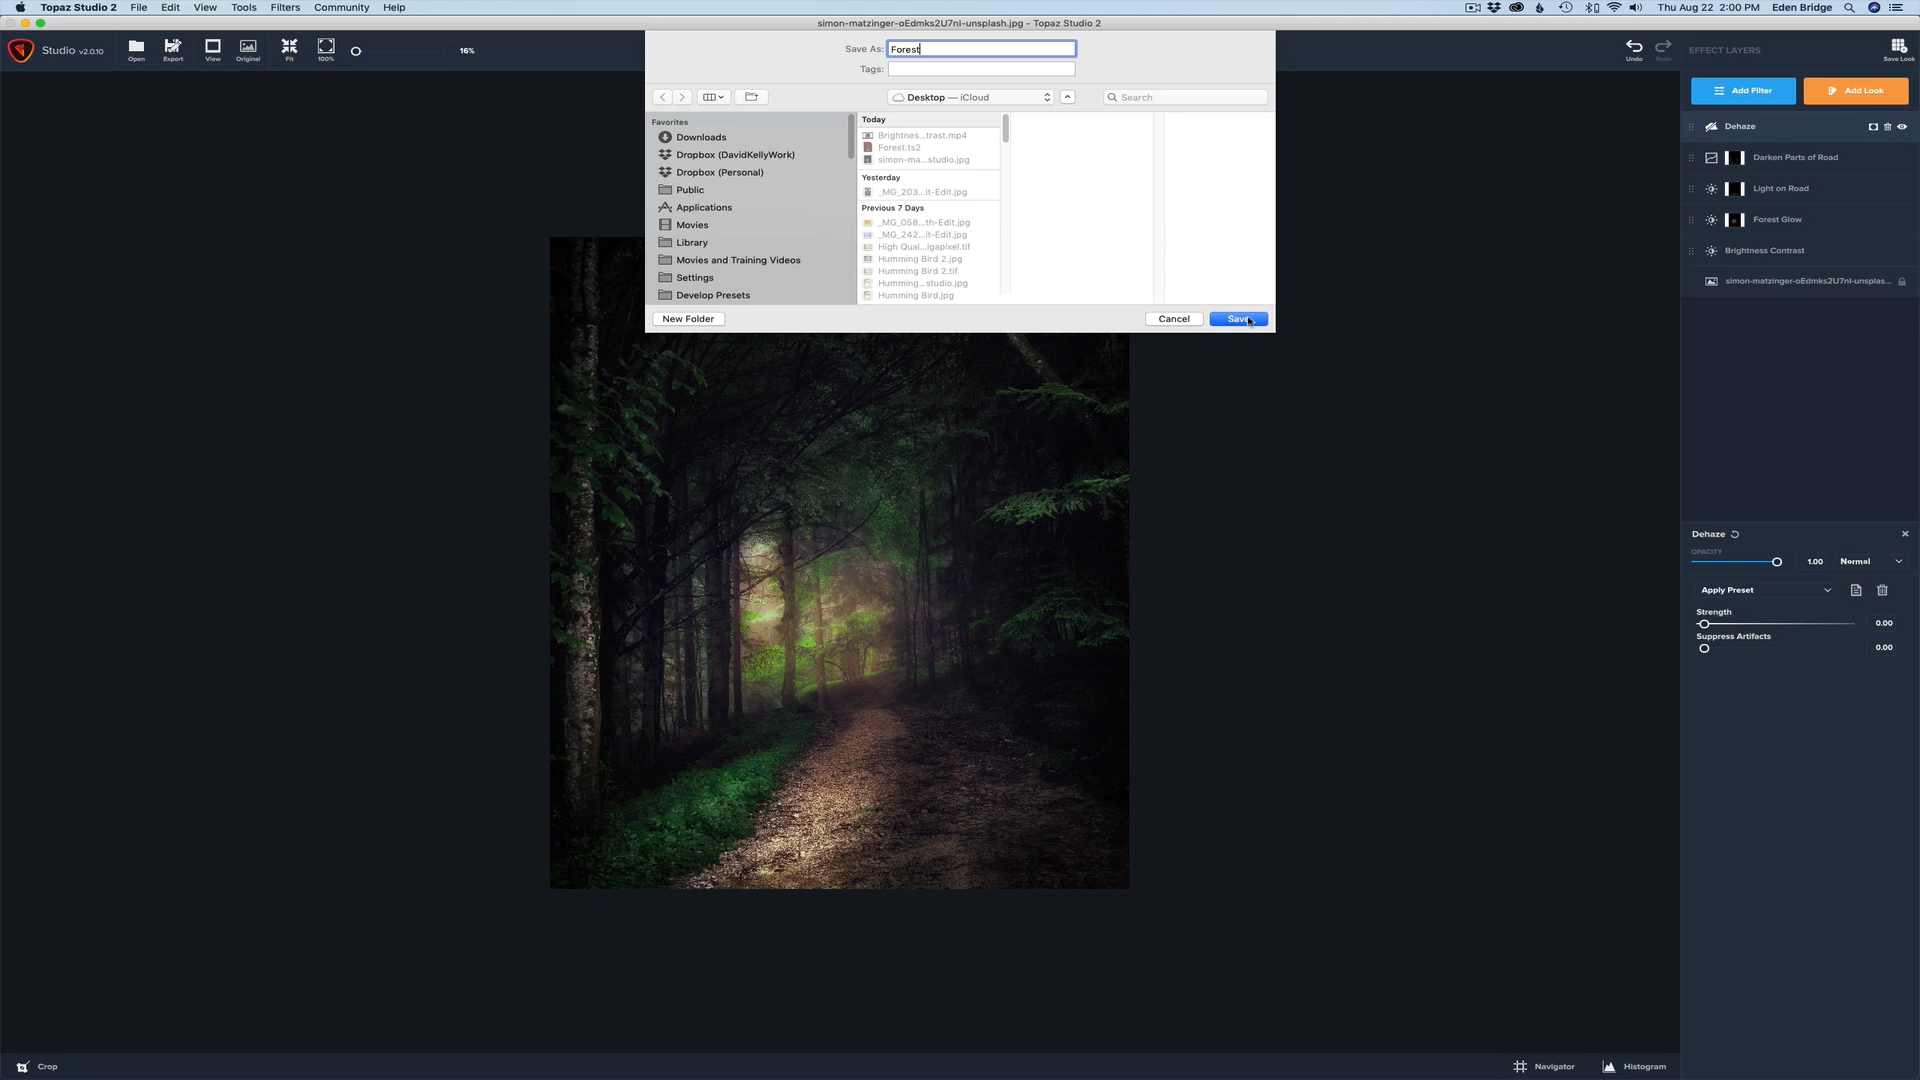 Topaz Studio 2 File Edit View Tools Filters Community Help
Thu Aug 22 2:00 PM Eden Bridge
simon-matzinger-oEdmks2U7nI-unsplash.jpg - Topaz Studio 2
Studio v2.0.10
Open
Export
View
Original
Fit
100%
16%
Undo
Redo
EFFECT LAYERS
Save Look
Save As: Forest
Tags:
Desktop — iCloud
Search
Favorites
Downloads
Dropbox (DavidKellyWork)
Dropbox (Personal)
Public
Applications
Movies
Library
Movies and Training Videos
Settings
Develop Presets
Today
Brightnes...trast.mp4
Forest.ts2
simon-ma...studio.jpg
Yesterday
_MG_203...it-Edit.jpg
Previous 7 Days
_MG_058...th-Edit.jpg
_MG_242...it-Edit.jpg
High Qual...igapixel.tif
Humming Bird 2.jpg
Humming Bird 2.tif
Humming...studio.jpg
Humming Bird.jpg
New Folder
Cancel
Save
Add Filter
Add Look
Dehaze
Darken Parts of Road
Light on Road
Forest Glow
Brightness Contrast
simon-matzinger-oEdmks2U7nI-unsplas...
Dehaze
OPACITY
1.00
Normal
Apply Preset
Strength
0.00
Suppress Artifacts
0.00
Crop
Navigator
Histogram